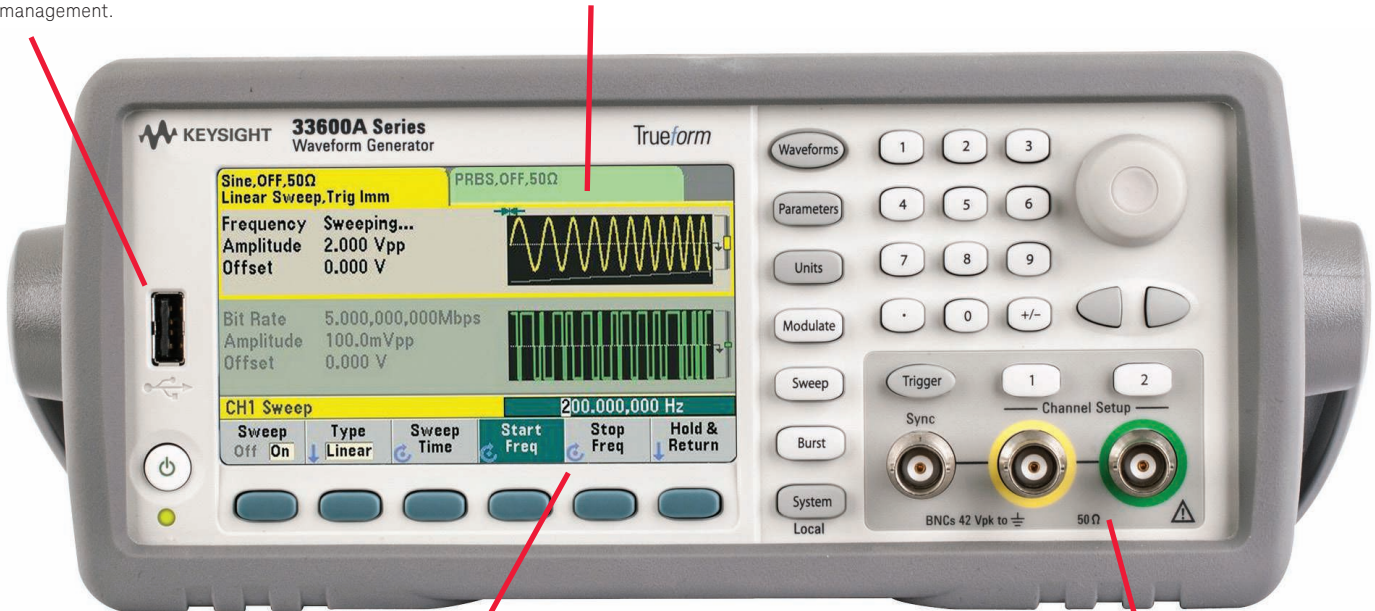 management.
KEYSIGHT 33600A Series
Waveform Generator
Trueform
Sine,OFF,50Ω
Linear Sweep,Trig Imm
PRBS,OFF,50Ω
Frequency Sweeping...
Amplitude 2.000 Vpp
Offset 0.000 V
Bit Rate 5.000,000,000Mbps
Amplitude 100.0mVpp
Offset 0.000 V
CH1 Sweep 200.000,000 Hz
Sweep Off On
Type Linear
Sweep Time
Start Freq
Stop Freq
Hold & Return
Waveforms
Parameters
Units
Modulate
Sweep
Burst
System
Local
1 2 3
4 5 6
7 8 9
. 0 +/-
Trigger 1 2
Channel Setup
Sync
BNCs 42 Vpk to ⏚ 50 Ω